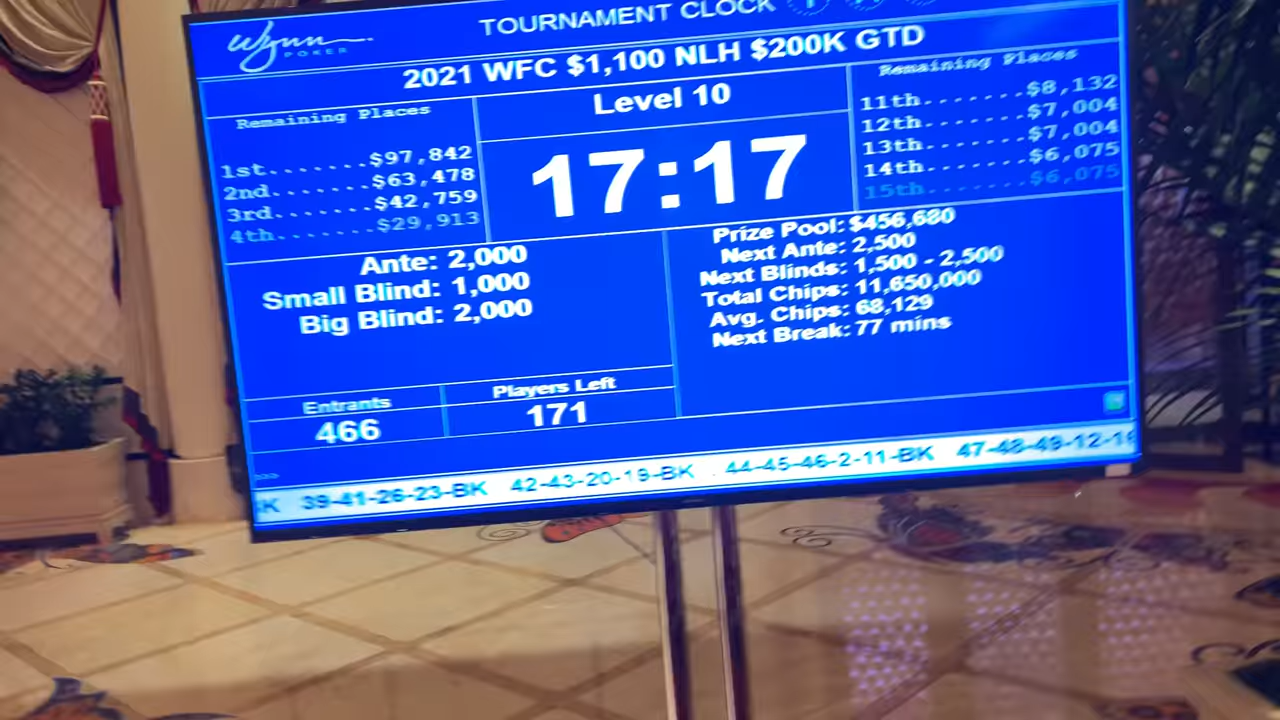 Wynn
POKER
TOURNAMENT CLOCK
2021 WFC $1,100 NLH $200K GTD
Remaining Places
1st.......$97,842
2nd.......$63,478
3rd.......$42,759
4th.......$29,913
Level 10
17:17
Remaining Places
11th.......$8,132
12th.......$7,004
13th.......$7,004
14th.......$6,075
15th.......$6,075
Ante: 2,000
Small Blind: 1,000
Big Blind: 2,000
Prize Pool: $456,680
Next Ante: 2,500
Next Blinds: 1,500 - 2,500
Total Chips: 11,650,000
Avg. Chips: 68,129
Next Break: 77 mins
Entrants
466
Players Left
171
>>>
K 39-41-26-23-BK 42-43-20-19-BK . 44-45-46-2-11-BK 47-48-49-12-1